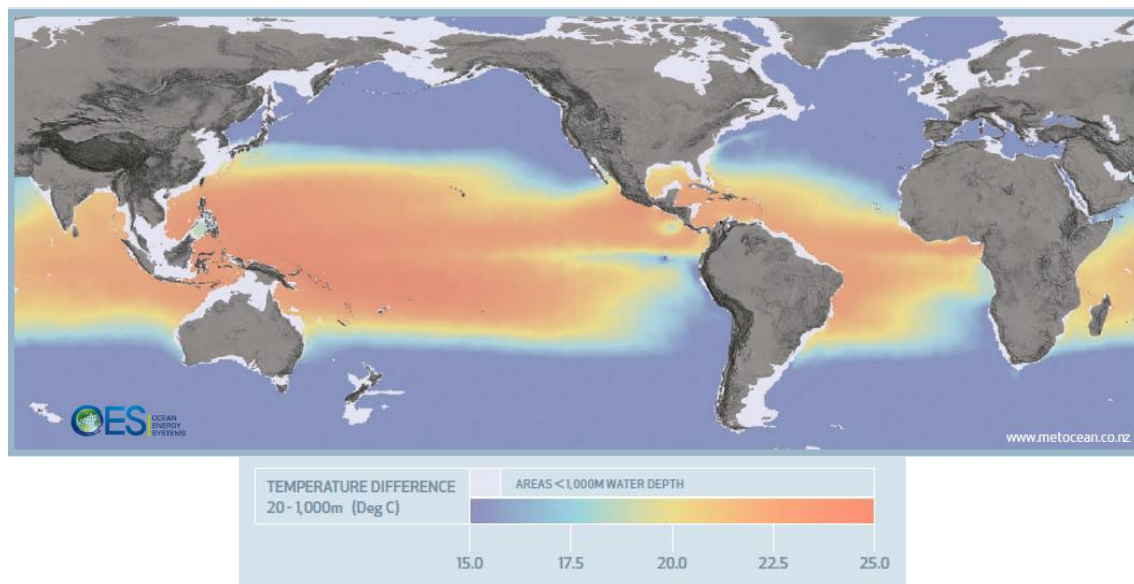 OES
OCEAN
ENERGY
SYSTEMS
www.metocean.co.nz
TEMPERATURE DIFFERENCE
20 - 1,000m (Deg C)
AREAS <1,000M WATER DEPTH
15.0 17.5 20.0 22.5 25.0